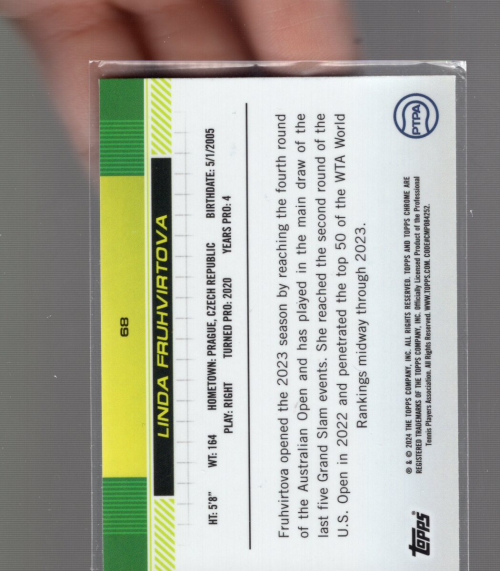 68
LINDA FRUHVIRTOVA
HT: 5'8" WT: 164 HOMETOWN: PRAGUE, CZECH REPUBLIC BIRTHDATE: 5/1/2005
PLAY: RIGHT TURNED PRO: 2020 YEARS PRO: 4
Fruhvirtova opened the 2023 season by reaching the fourth round
of the Australian Open and has played in the main draw of the
last five Grand Slam events. She reached the second round of the
U.S. Open in 2022 and penetrated the top 50 of the WTA World
Rankings midway through 2023.
topps®
® & © 2024 THE TOPPS COMPANY, INC. ALL RIGHTS RESERVED. TOPPS AND TOPPS CHROME ARE
REGISTERED TRADEMARKS OF THE TOPPS COMPANY, INC. Officially Licensed Product of the Professional
Tennis Players Association. All Rights Reserved. WWW.TOPPS.COM. CODE#CMP084252.
PTPA